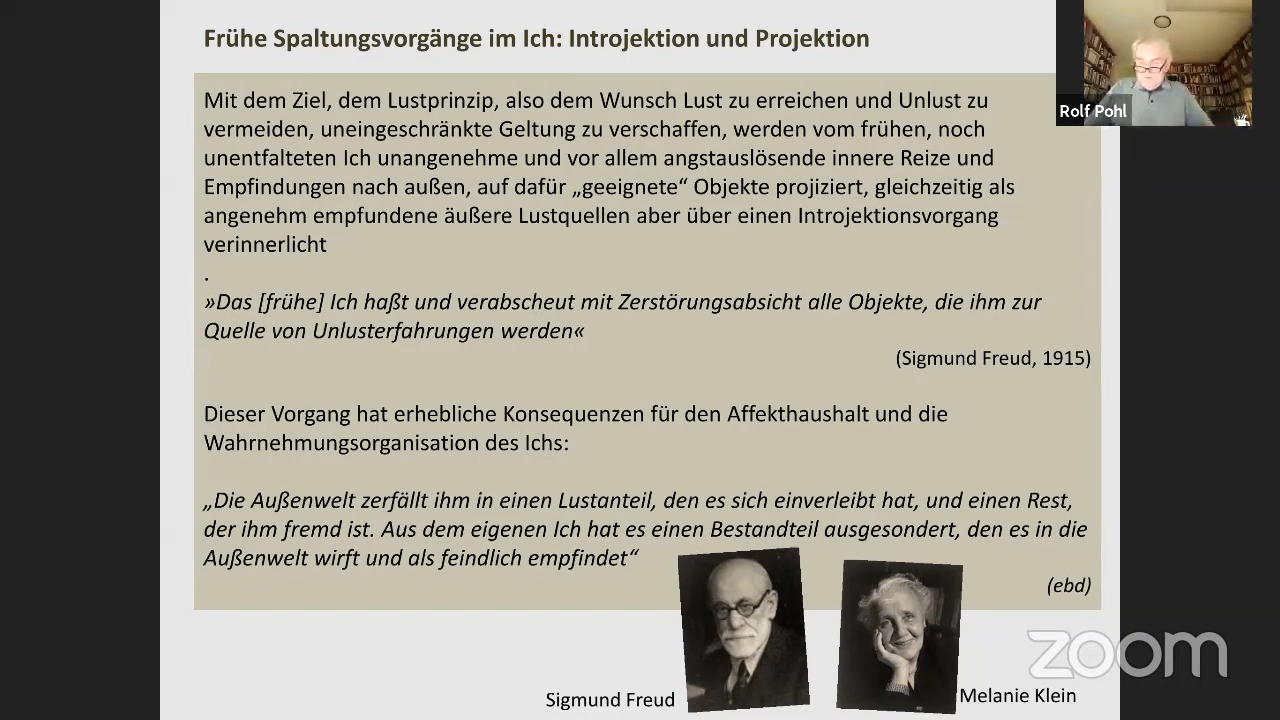 Frühe Spaltungsvorgänge im Ich: Introjektion und Projektion
Rolf Pohl
Mit dem Ziel, dem Lustprinzip, also dem Wunsch Lust zu erreichen und Unlust zu
vermeiden, uneingeschränkte Geltung zu verschaffen, werden vom frühen, noch
unentfalteten Ich unangenehme und vor allem angstauslösende innere Reize und
Empfindungen nach außen, auf dafür „geeignete“ Objekte projiziert, gleichzeitig als
angenehm empfundene äußere Lustquellen aber über einen Introjektionsvorgang
verinnerlicht
.
»Das [frühe] Ich haßt und verabscheut mit Zerstörungsabsicht alle Objekte, die ihm zur
Quelle von Unlusterfahrungen werden«
(Sigmund Freud, 1915)
Dieser Vorgang hat erhebliche Konsequenzen für den Affekthaushalt und die
Wahrnehmungsorganisation des Ichs:
„Die Außenwelt zerfällt ihm in einen Lustanteil, den es sich einverleibt hat, und einen Rest,
der ihm fremd ist. Aus dem eigenen Ich hat es einen Bestandteil ausgesondert, den es in die
Außenwelt wirft und als feindlich empfindet“
(ebd)
zoom
Sigmund Freud
Melanie Klein